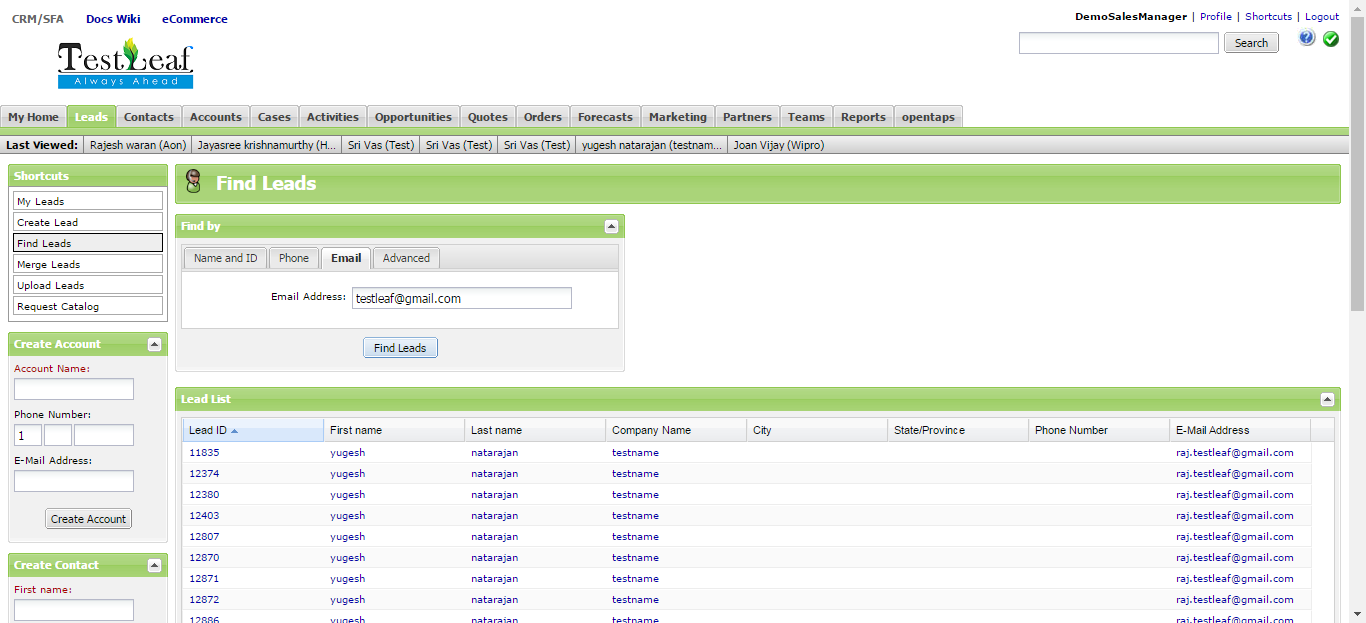 CRM/SFA Docs Wiki eCommerce
DemoSalesManager | Profile | Shortcuts | Logout
Search
TestLeaf
Always Ahead
My Home Leads Contacts Accounts Cases Activities Opportunities Quotes Orders Forecasts Marketing Partners Teams Reports opentaps
Last Viewed: Rajesh waran (Aon) Jayasree krishnamurthy (H... Sri Vas (Test) Sri Vas (Test) Sri Vas (Test) yugesh natarajan (testnam... Joan Vijay (Wipro)
Shortcuts
My Leads
Create Lead
Find Leads
Merge Leads
Upload Leads
Request Catalog
Create Account
Account Name:
Phone Number:
1
E-Mail Address:
Create Account
Create Contact
First name:
Find Leads
Find by
Name and ID Phone Email Advanced
Email Address: testleaf@gmail.com
Find Leads
Lead List
Lead ID First name Last name Company Name City State/Province Phone Number E-Mail Address
11835 yugesh natarajan testname raj.testleaf@gmail.com
12374 yugesh natarajan testname raj.testleaf@gmail.com
12380 yugesh natarajan testname raj.testleaf@gmail.com
12403 yugesh natarajan testname raj.testleaf@gmail.com
12807 yugesh natarajan testname raj.testleaf@gmail.com
12870 yugesh natarajan testname raj.testleaf@gmail.com
12871 yugesh natarajan testname raj.testleaf@gmail.com
12872 yugesh natarajan testname raj.testleaf@gmail.com
12886 yugesh natarajan testname raj.testleaf@gmail.com